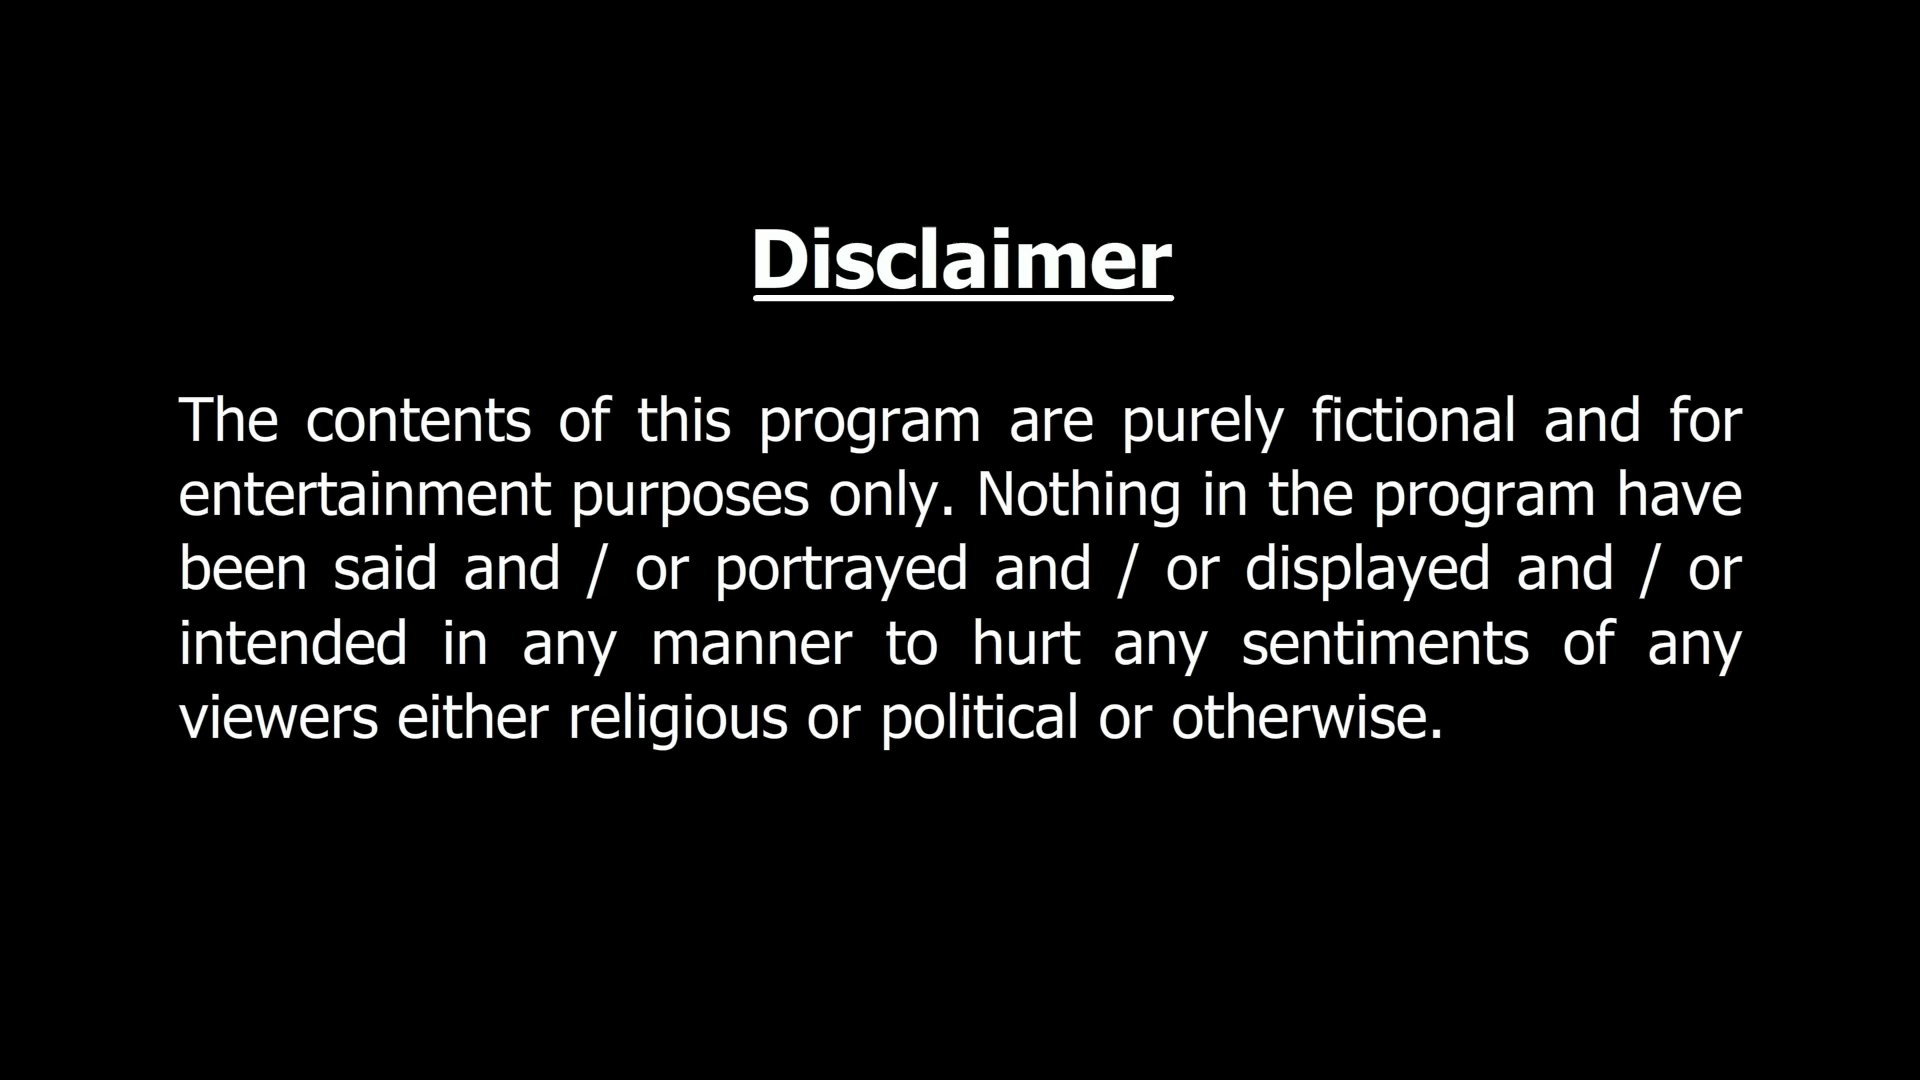 Disclaimer
The contents of this program are purely fictional and for
entertainment purposes only. Nothing in the program have
been said and / or portrayed and / or displayed and / or
intended in any manner to hurt any sentiments of any
viewers either religious or political or otherwise.